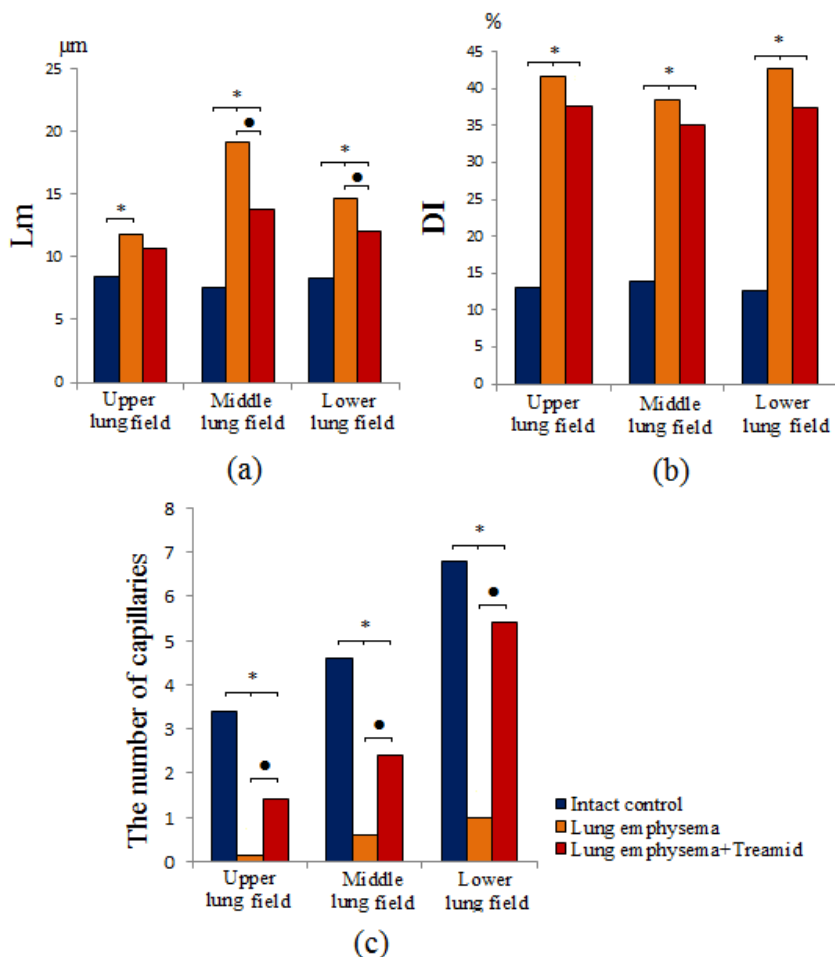 µm
Lm
25
20
15
10
5
0
*
*
●
*
●
Upper
lung field
Middle
lung field
Lower
lung field
(a)
%
DI
45
40
35
30
25
20
15
10
5
0
*
*
*
Upper
lung field
Middle
lung field
Lower
lung field
(b)
The number of capillaries
8
7
6
5
4
3
2
1
0
*
●
*
●
*
●
Upper
lung field
Middle
lung field
Lower
lung field
(c)
Intact control
Lung emphysema
Lung emphysema+Treamid